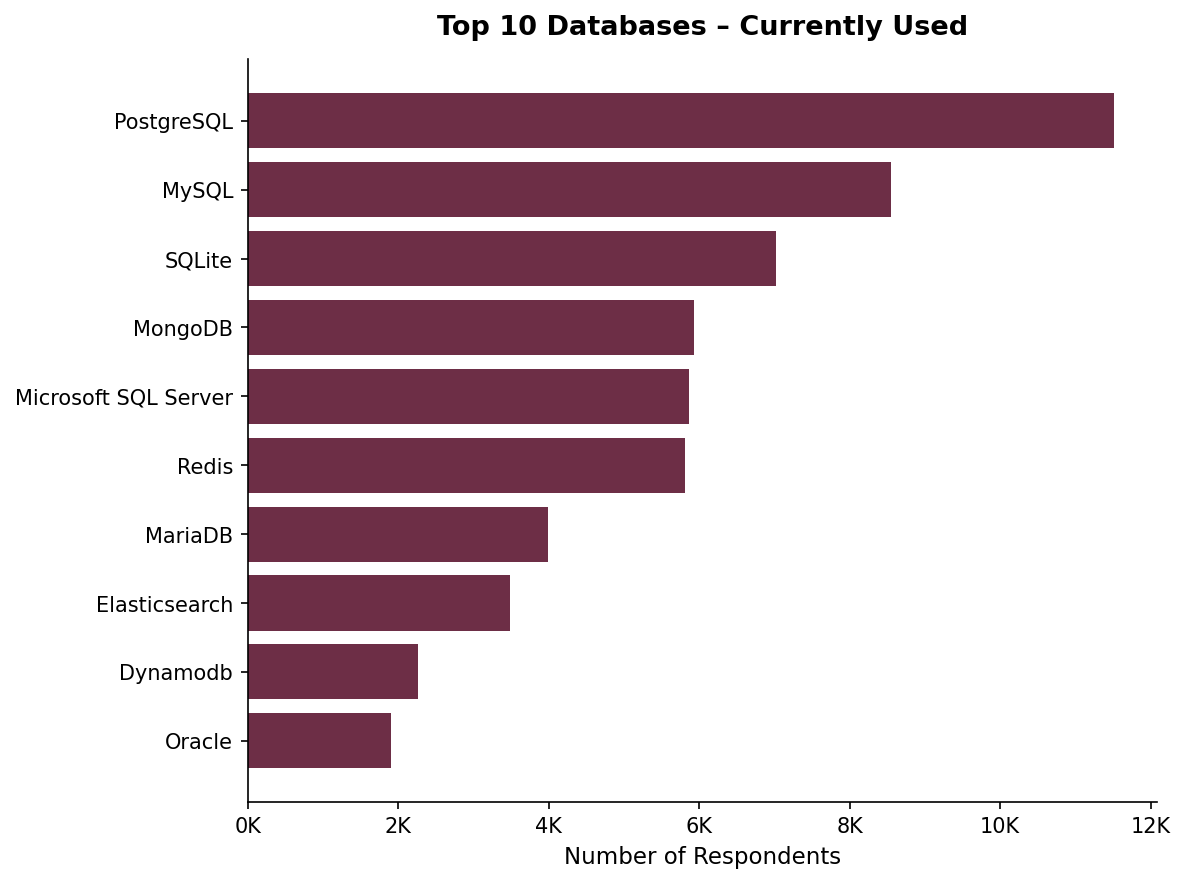 Top 10 Databases – Currently Used
PostgreSQL
MySQL
SQLite
MongoDB
Microsoft SQL Server
Redis
MariaDB
Elasticsearch
Dynamodb
Oracle
0K 2K 4K 6K 8K 10K 12K
Number of Respondents